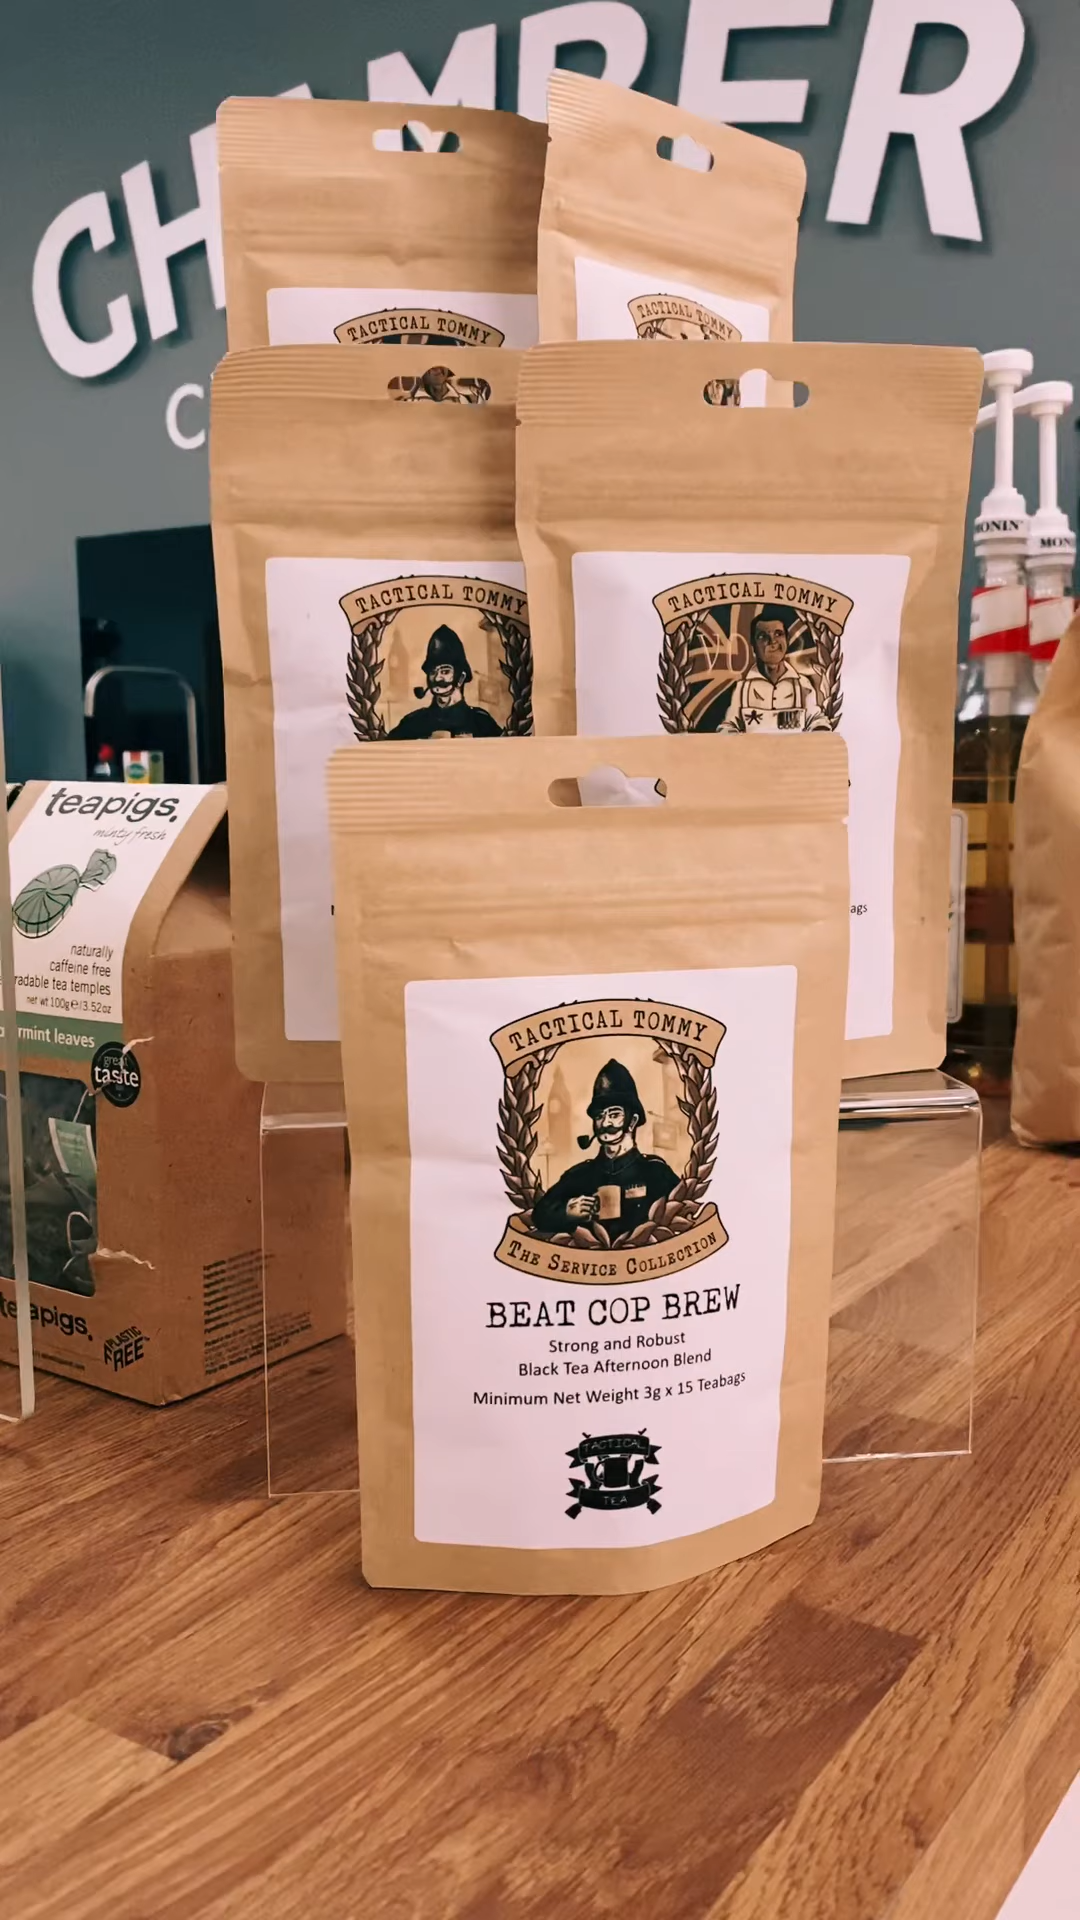 CHAMBER
C
TACTICAL TOMMY
TACTICAL TOMMY
TACTICAL TOMMY
TACTICAL TOMMY
MONIN
MON
ags
teapigs.
minty fresh
naturally
caffeine free
radable tea temples
net wt 100g e/3.52oz
rmint leaves
great
taste
teapigs.
PLASTIC
FREE
TACTICAL TOMMY
THE SERVICE COLLECTION
BEAT COP BREW
Strong and Robust
Black Tea Afternoon Blend
Minimum Net Weight 3g x 15 Teabags
TACTICAL
TEA